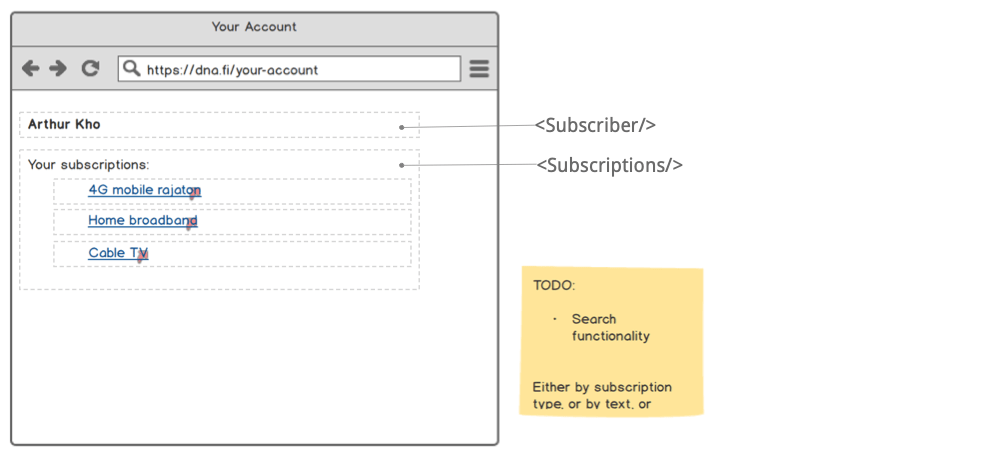 Your Account
https://dna.fi/your-account
Arthur Kho
<Subscriber/>
Your subscriptions:
<Subscriptions/>
4G mobile rajaton
Home broadband
Cable TV
TODO:
· Search
functionality
Either by subscription
type, or by text, or